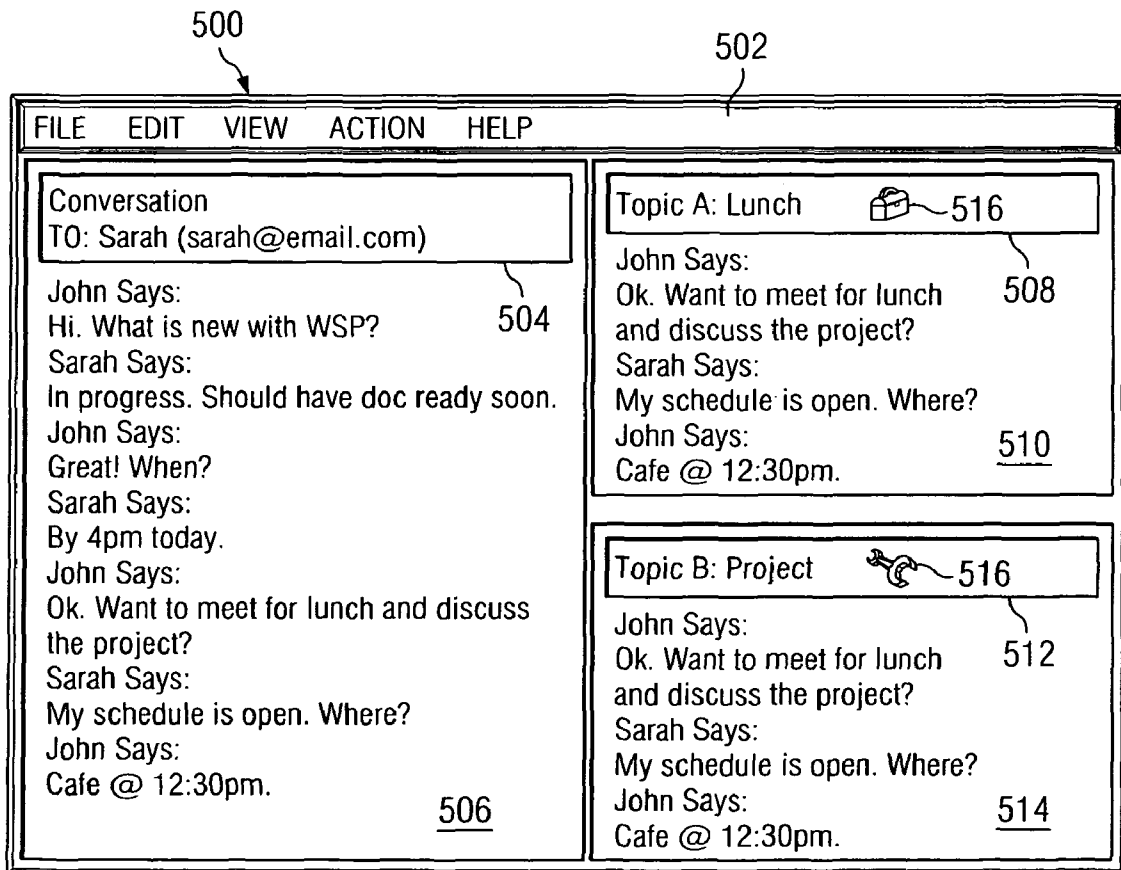 500
502
FILE EDIT VIEW ACTION HELP
Conversation
TO: Sarah (sarah@email.com)
504
John Says:
Hi. What is new with WSP?
Sarah Says:
In progress. Should have doc ready soon.
John Says:
Great! When?
Sarah Says:
By 4pm today.
John Says:
Ok. Want to meet for lunch and discuss
the project?
Sarah Says:
My schedule is open. Where?
John Says:
Cafe @ 12:30pm.
506
Topic A: Lunch 516
508
John Says:
Ok. Want to meet for lunch
and discuss the project?
Sarah Says:
My schedule is open. Where?
John Says:
Cafe @ 12:30pm.
510
Topic B: Project 516
512
John Says:
Ok. Want to meet for lunch
and discuss the project?
Sarah Says:
My schedule is open. Where?
John Says:
Cafe @ 12:30pm.
514